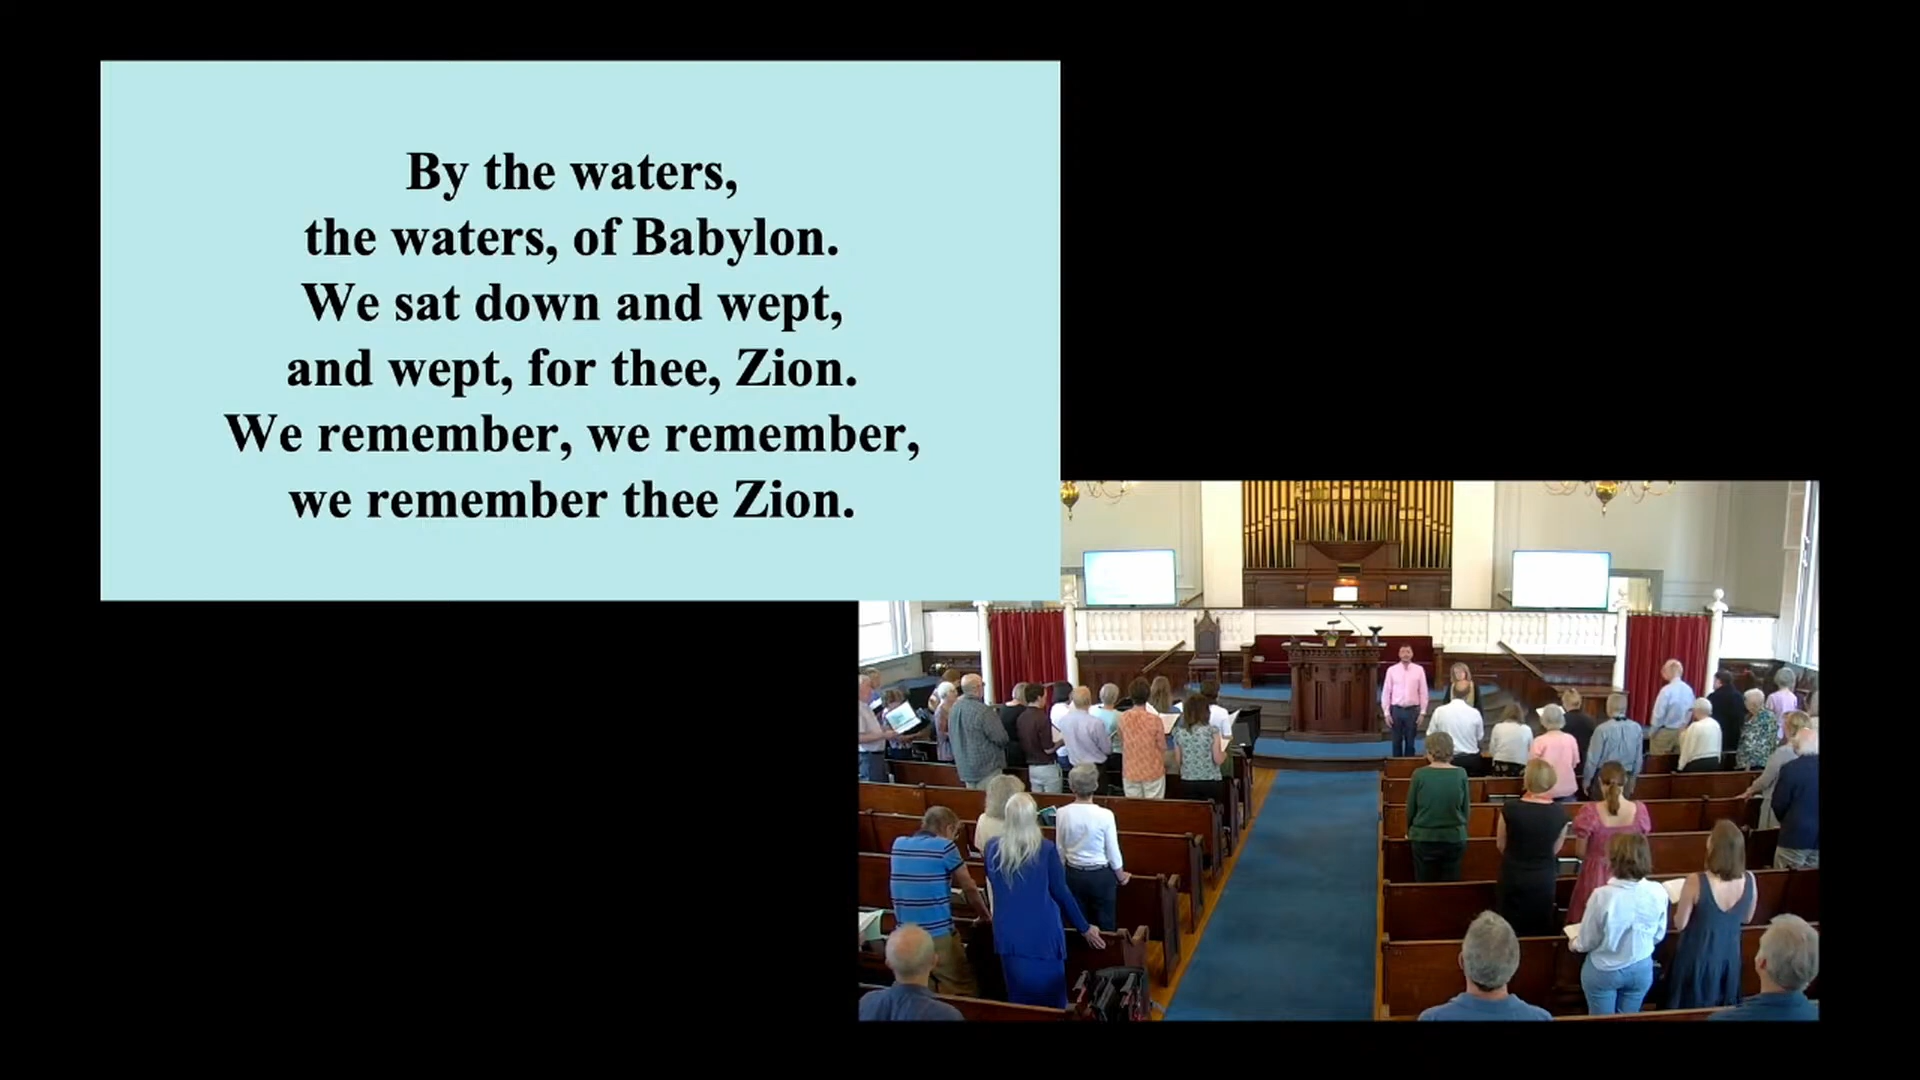 By the waters,
the waters, of Babylon.
We sat down and wept,
and wept, for thee, Zion.
We remember, we remember,
we remember thee Zion.